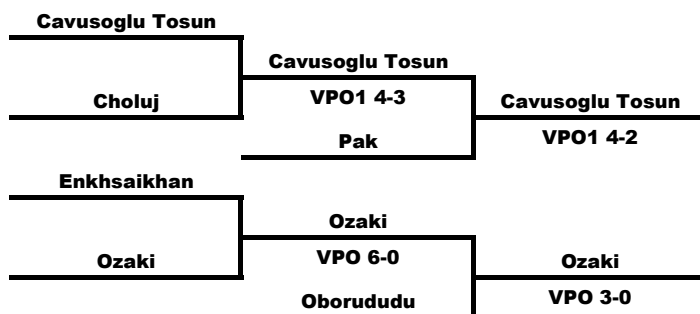 Cavusoglu Tosun
Cavusoglu Tosun
Choluj
VPO1 4-3
Cavusoglu Tosun
Pak
VPO1 4-2
Enkhsaikhan
Ozaki
Ozaki
VPO 6-0
Ozaki
Oborududu
VPO 3-0